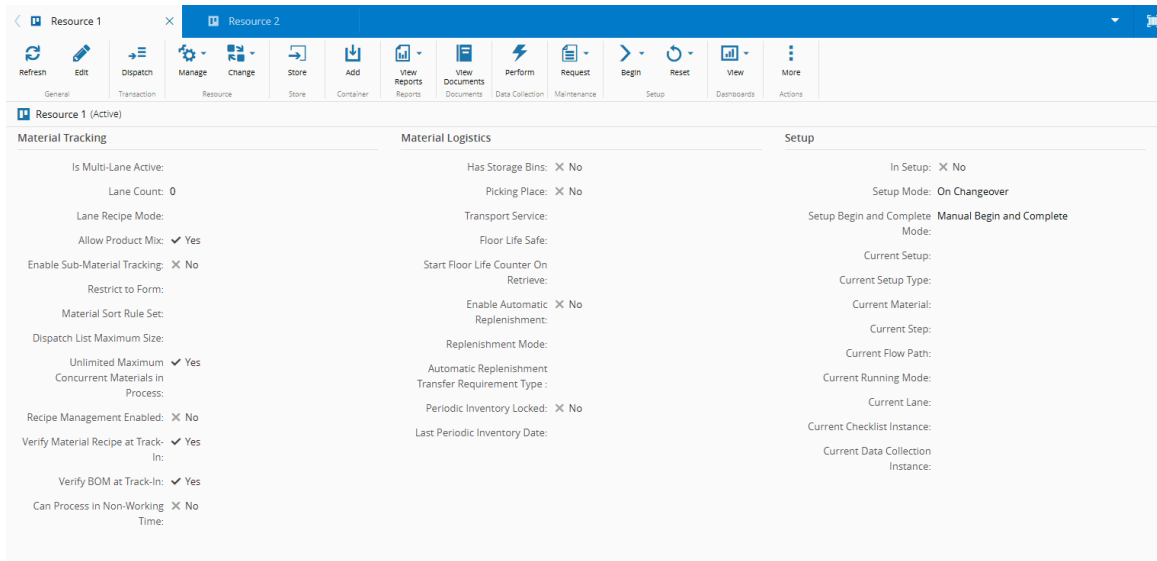 Resource 1
Resource 2
Refresh
Edit
Dispatch
Manage
Change
Store
Add
View Reports
View Documents
Perform
Request
Begin
Reset
View
More
General
Transaction
Resource
Store
Container
Reports
Documents
Data Collection
Maintenance
Setup
Dashboards
Actions
Resource 1 (Active)
Material Tracking
Is Multi-Lane Active:
Lane Count: 0
Lane Recipe Mode:
Allow Product Mix: Yes
Enable Sub-Material Tracking: No
Restrict to Form:
Material Sort Rule Set:
Dispatch List Maximum Size:
Unlimited Maximum Yes
Concurrent Materials in
Process:
Recipe Management Enabled: No
Verify Material Recipe at Track- Yes
In:
Verify BOM at Track-In: Yes
Can Process in Non-Working No
Time:
Material Logistics
Has Storage Bins: No
Picking Place: No
Transport Service:
Floor Life Safe:
Start Floor Life Counter On
Retrieve:
Enable Automatic No
Replenishment:
Replenishment Mode:
Automatic Replenishment
Transfer Requirement Type :
Periodic Inventory Locked: No
Last Periodic Inventory Date:
Setup
In Setup: No
Setup Mode: On Changeover
Setup Begin and Complete Manual Begin and Complete
Mode:
Current Setup:
Current Setup Type:
Current Material:
Current Step:
Current Flow Path:
Current Running Mode:
Current Lane:
Current Checklist Instance:
Current Data Collection
Instance: